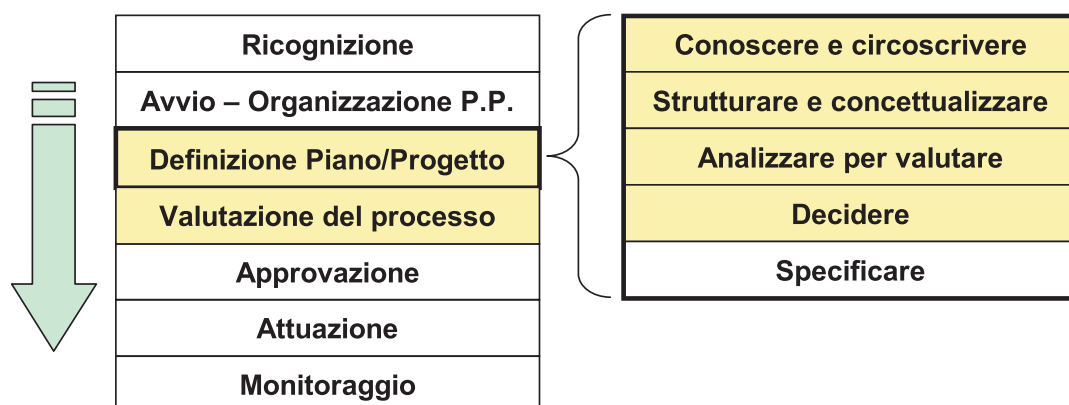 Ricognizione
Avvio – Organizzazione P.P.
Definizione Piano/Progetto
Valutazione del processo
Approvazione
Attuazione
Monitoraggio
Conoscere e circoscrivere
Strutturare e concettualizzare
Analizzare per valutare
Decidere
Specificare